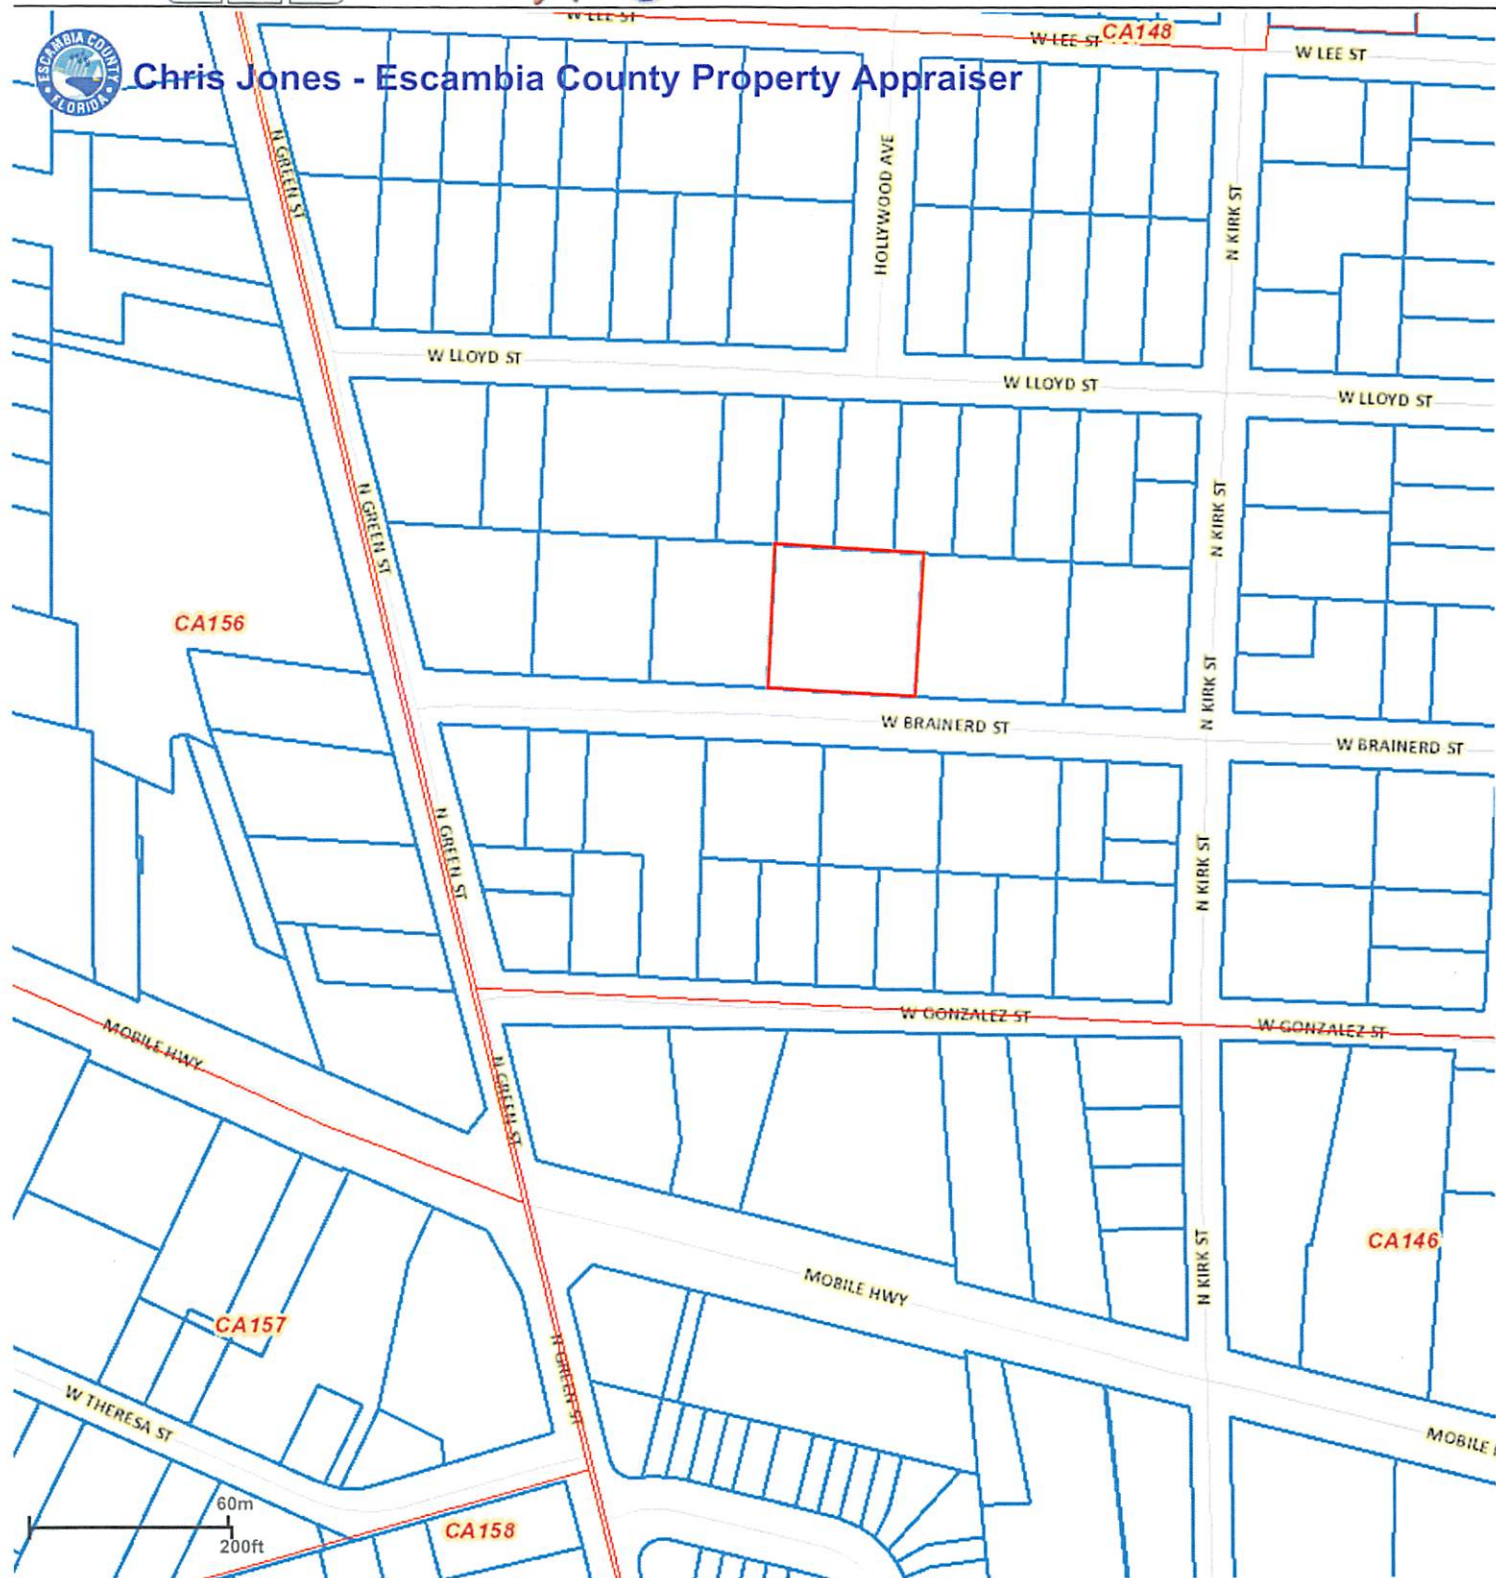 W LEE ST
W LEE ST
CA148
W LEE ST
ESCAMBIA COUNTY
FLORIDA
Chris Jones - Escambia County Property Appraiser
N GREEN ST
HOLLYWOOD AVE
N KIRK ST
W LLOYD ST
W LLOYD ST
W LLOYD ST
N GREEN ST
N KIRK ST
CA156
N KIRK ST
W BRAINERD ST
W BRAINERD ST
N GREEN ST
N KIRK ST
W GONZALEZ ST
W GONZALEZ ST
MOBILE HWY
N GREEN ST
CA146
N KIRK ST
MOBILE HWY
CA157
N GREEN ST
W THERESA ST
MOBILE
60m
200ft
CA158